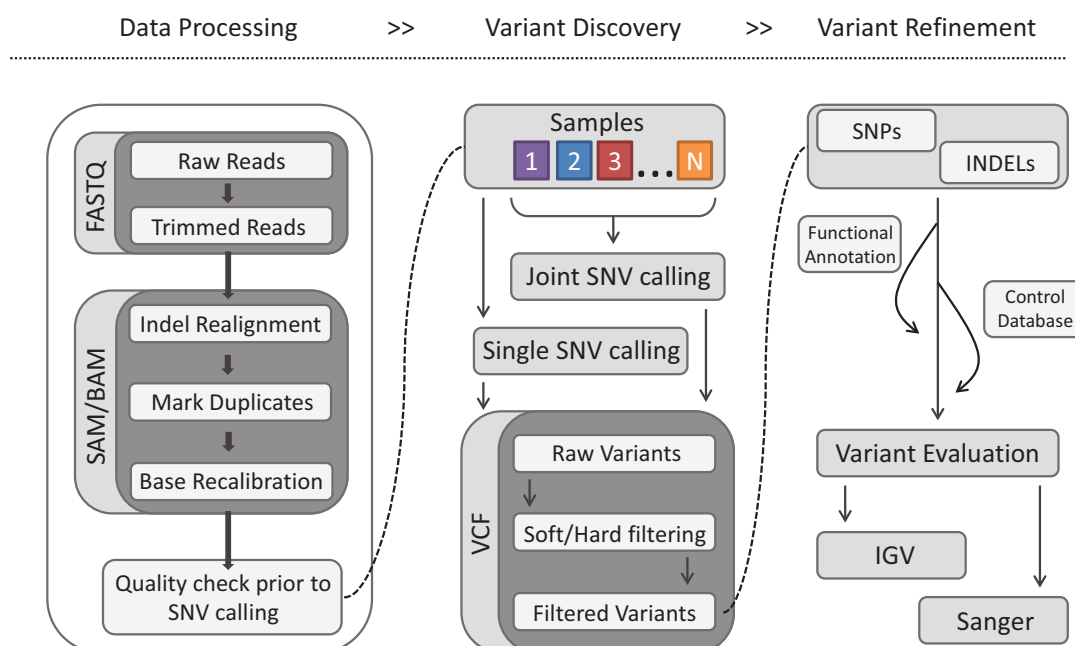 Data Processing >> Variant Discovery >> Variant Refinement
FASTQ
Raw Reads
Trimmed Reads
SAM/BAM
Indel Realignment
Mark Duplicates
Base Recalibration
Quality check prior to
SNV calling
Samples
1 2 3 ... N
Joint SNV calling
Single SNV calling
VCF
Raw Variants
Soft/Hard filtering
Filtered Variants
SNPs
INDELs
Functional
Annotation
Control
Database
Variant Evaluation
IGV
Sanger